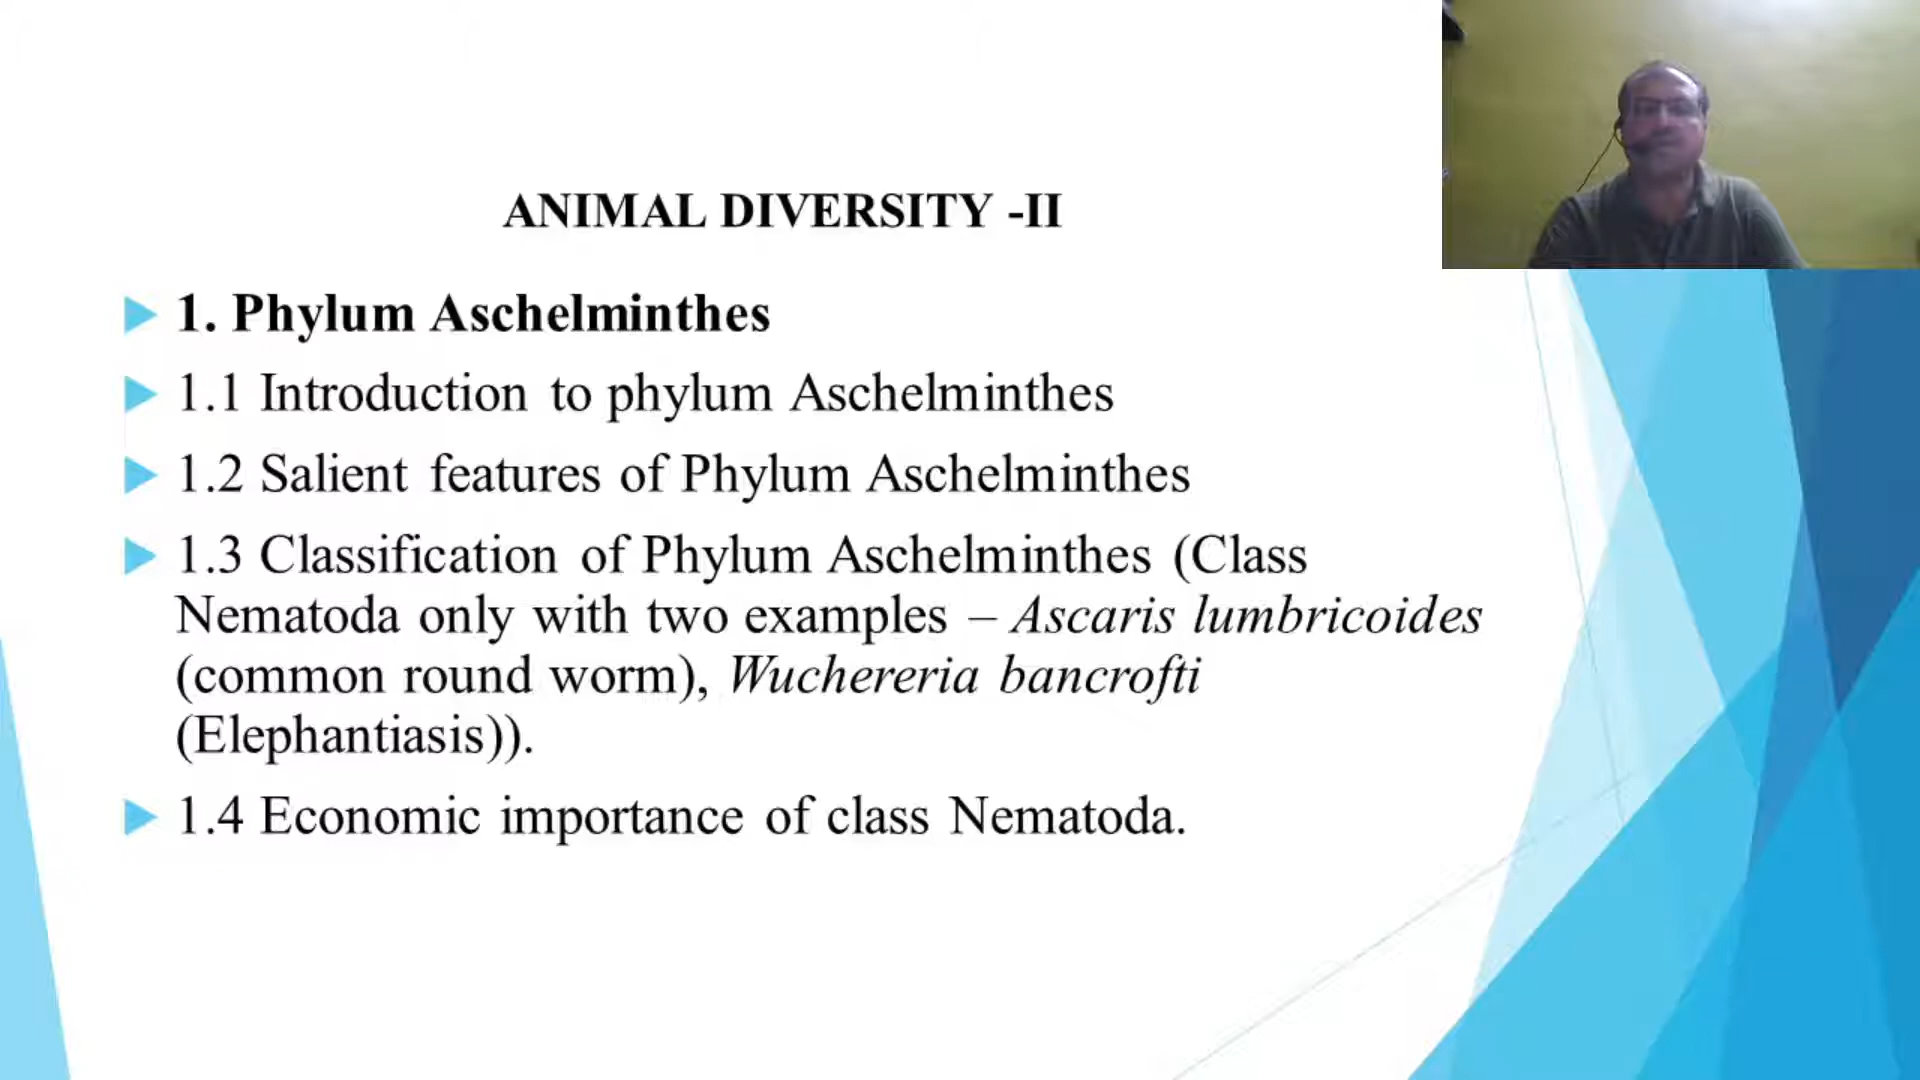 ANIMAL DIVERSITY -II
1. Phylum Aschelminthes
1.1 Introduction to phylum Aschelminthes
1.2 Salient features of Phylum Aschelminthes
1.3 Classification of Phylum Aschelminthes (Class
Nematoda only with two examples – Ascaris lumbricoides
(common round worm), Wuchereria bancrofti
(Elephantiasis)).
1.4 Economic importance of class Nematoda.